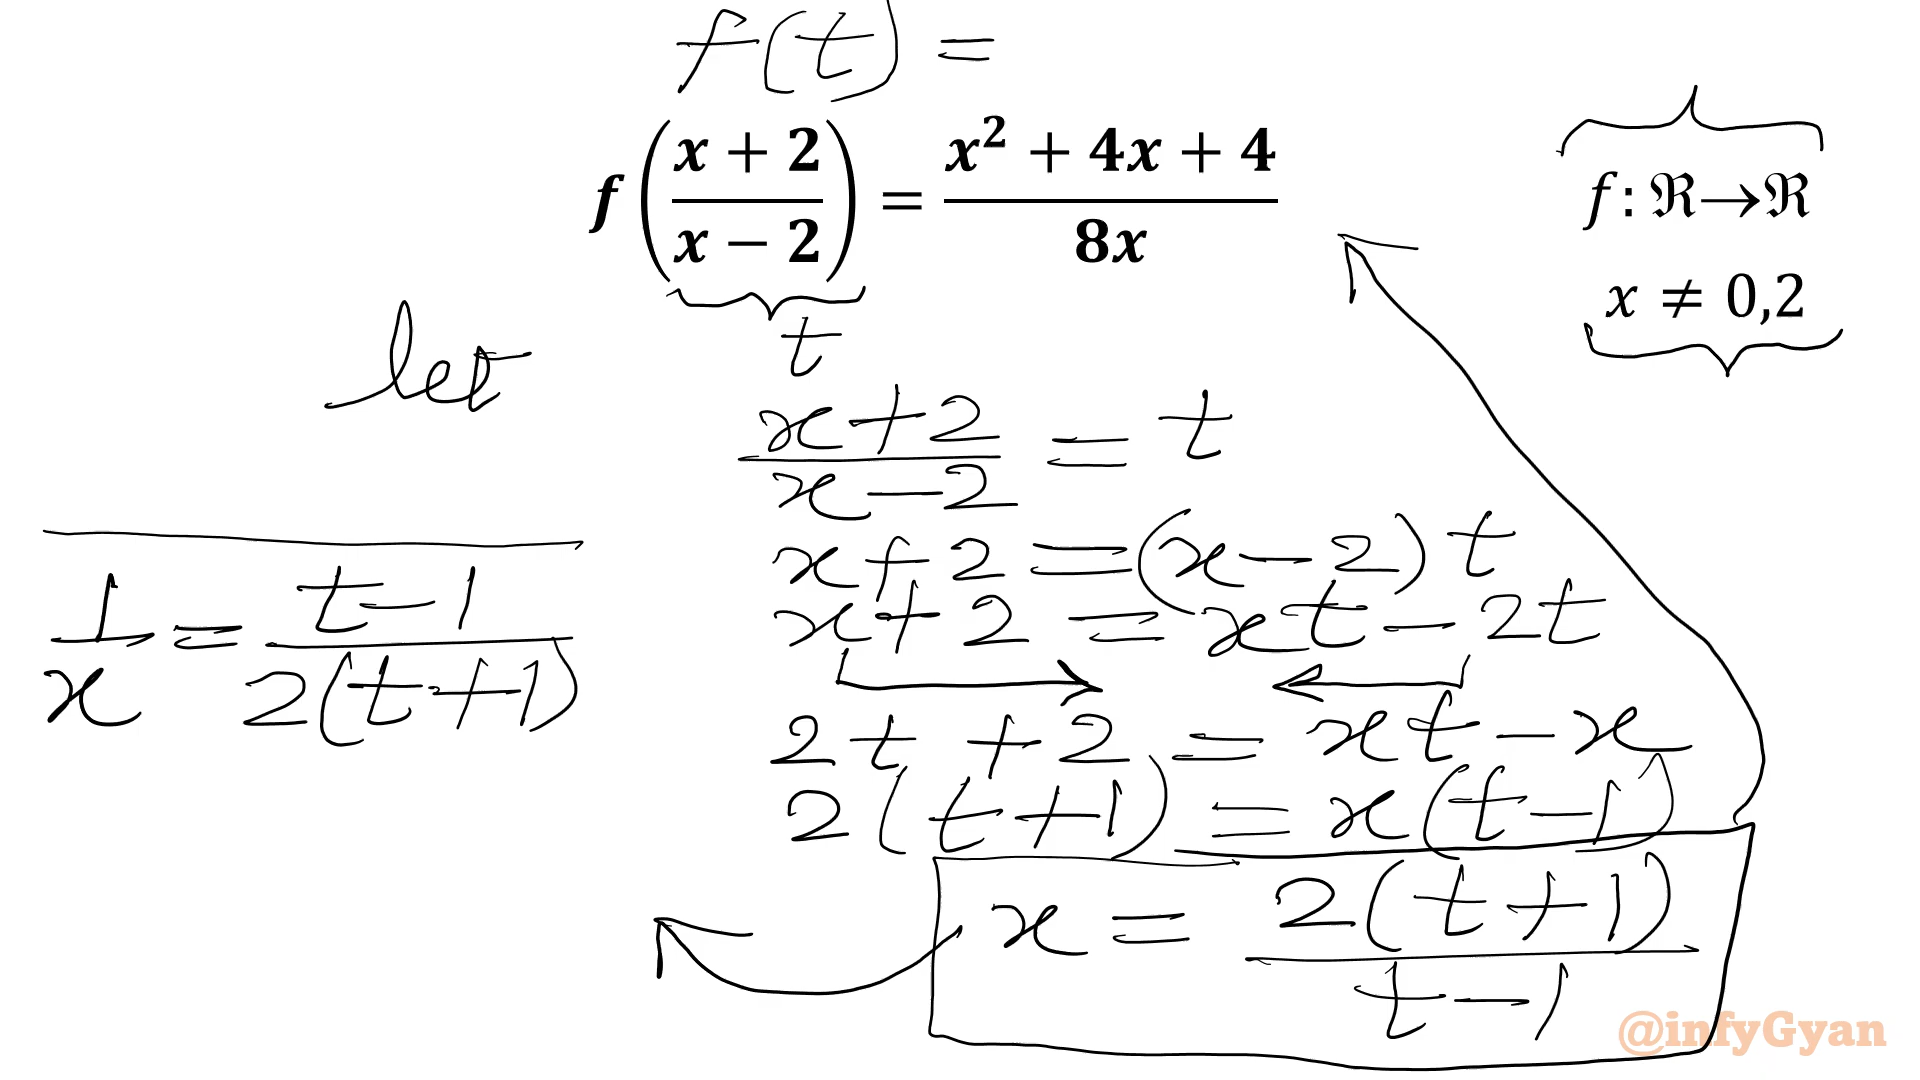 f(t) =
f((x + 2)/(x − 2)) = (x² + 4x + 4)/(8x)
f: ℜ→ℜ
x ≠ 0,2
t
let
(x+2)/(x−2) = t
x+2 = (x−2)t
x+2 = xt − 2t
2t + 2 = xt − x
2(t+1) = x(t−1)
x = 2(t+1)/(t−1)
1/x = (t−1)/(2(t+1))
@infyGyan